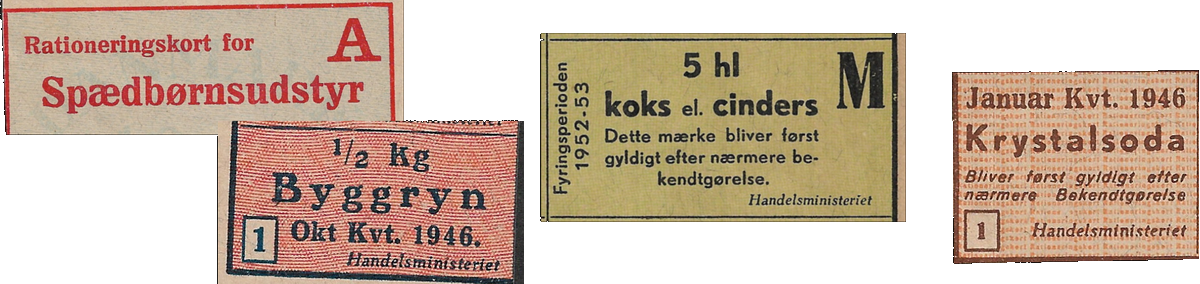 Rationeringskort for A
Spædbørnsudstyr
1/2 Kg
Byggryn
1 Okt Kvt. 1946.
Handelsministeriet
Fyringsperioden
1952-53
5 hl M
koks el. cinders
Dette mærke bliver først
gyldigt efter nærmere be-
kendtgørelse.
Handelsministeriet
Januar Kvt. 1946
Krystalsoda
Bliver først gyldig efter
nærmere Bekendtgørelse
1 Handelsministeriet